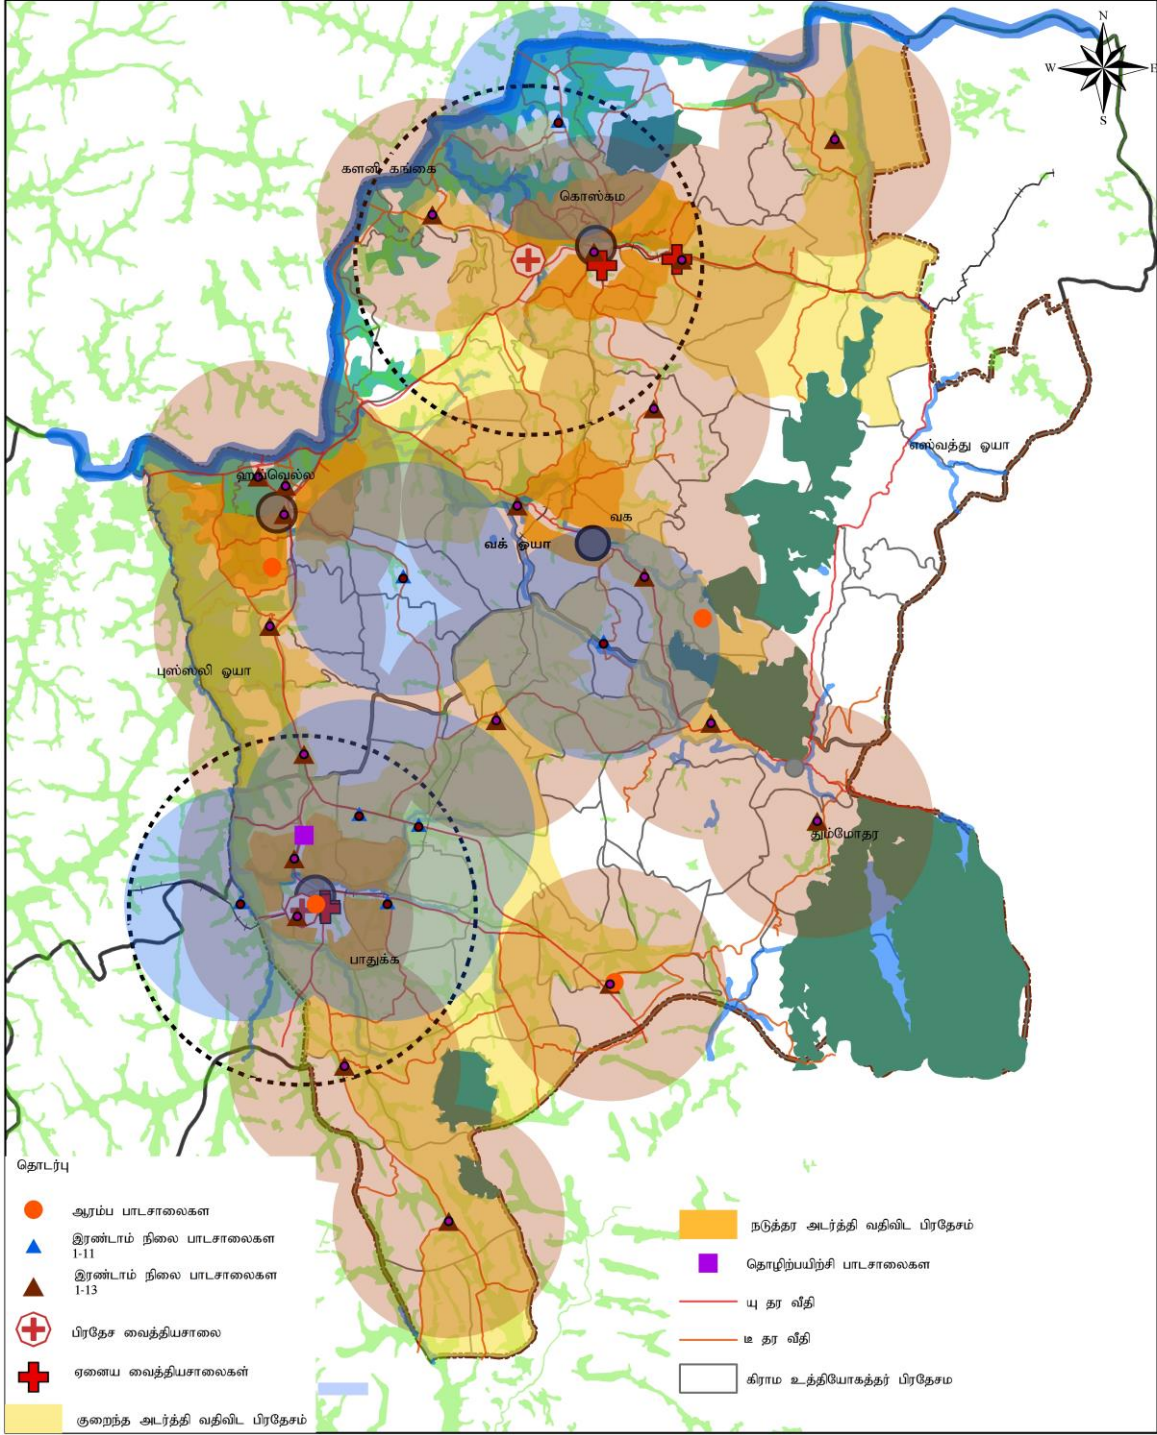 N
W E
S
களனி கங்கை
கொஸ்கம
எஸ்வத்து ஓயா
ஹங்வெல்ல
வக
வக் ஓயா
புஸ்ஸலி ஓயா
தும்மோதர
பாதுக்க
தொடர்பு
ஆரம்ப பாடசாலைகள
இரண்டாம் நிலை பாடசாலைகள
1-11
இரண்டாம் நிலை பாடசாலைகள
1-13
பிரதேச வைத்தியசாலை
ஏனைய வைத்தியசாலைகள்
குறைந்த அடர்த்தி வதிவிட பிரதேசம்
நடுத்தர அடர்த்தி வதிவிட பிரதேசம்
தொழிற்பயிற்சி பாடசாலைகள
யு தர வீதி
டீ தர வீதி
கிராம உத்தியோகத்தர் பிரதேசம